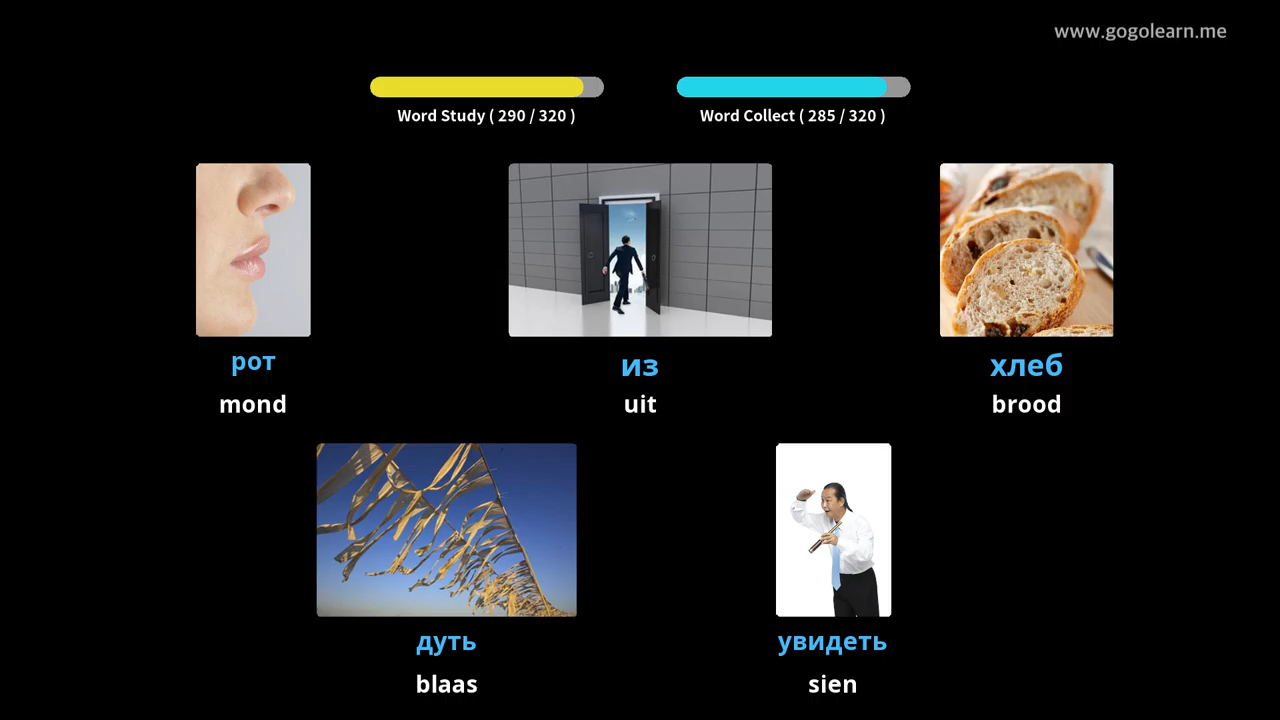 www.gogolearn.me
Word Study ( 290 / 320 )
Word Collect ( 285 / 320 )
рот
из
хлеб
mond
uit
brood
дуть
увидеть
blaas
sien